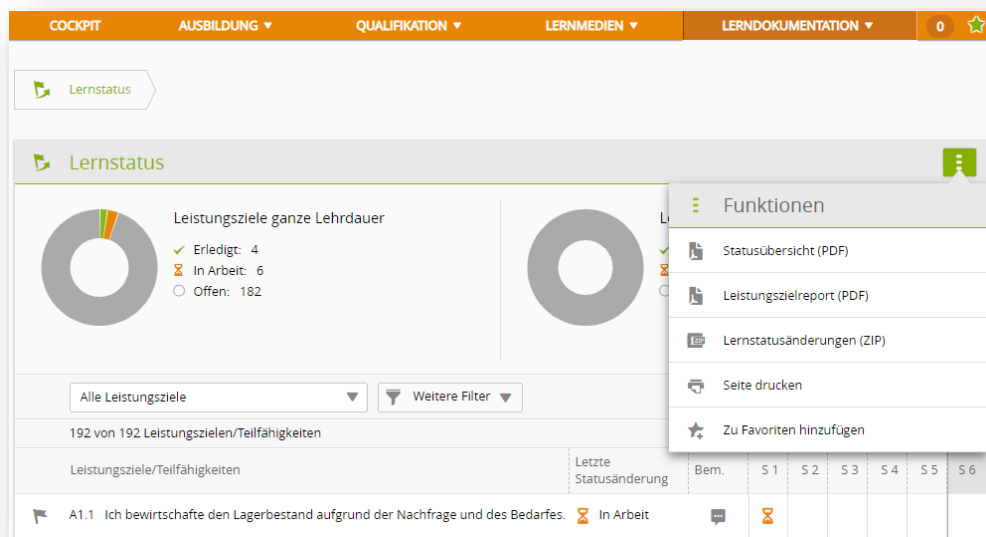 COCKPIT AUSBILDUNG ▼ QUALIFIKATION ▼ LERNMEDIEN ▼ LERNDOKUMENTATION ▼ 0
Lernstatus
Lernstatus
Leistungsziele ganze Lehrdauer
Erledigt: 4
In Arbeit: 6
Offen: 182
Funktionen
Statusübersicht (PDF)
Leistungszielreport (PDF)
ZIP Lernstatusänderungen (ZIP)
Seite drucken
Zu Favoriten hinzufügen
Alle Leistungsziele ▼ Weitere Filter ▼
192 von 192 Leistungszielen/Teilfähigkeiten
Leistungsziele/Teilfähigkeiten Letzte Statusänderung Bem. S 1 S 2 S 3 S 4 S 5 S 6
A1.1 Ich bewirtschafte den Lagerbestand aufgrund der Nachfrage und des Bedarfes. In Arbeit